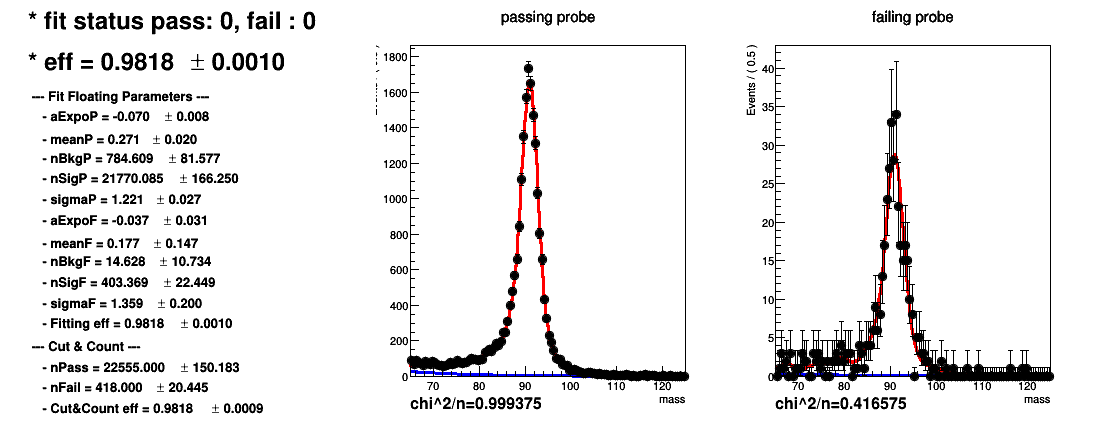 * fit status pass: 0, fail : 0
* eff = 0.9818 ± 0.0010
--- Fit Floating Parameters ---
- aExpoP = -0.070 ± 0.008
- meanP = 0.271 ± 0.020
- nBkgP = 784.609 ± 81.577
- nSigP = 21770.085 ± 166.250
- sigmaP = 1.221 ± 0.027
- aExpoF = -0.037 ± 0.031
- meanF = 0.177 ± 0.147
- nBkgF = 14.628 ± 10.734
- nSigF = 403.369 ± 22.449
- sigmaF = 1.359 ± 0.200
- Fitting eff = 0.9818 ± 0.0010
--- Cut & Count ---
- nPass = 22555.000 ± 150.183
- nFail = 418.000 ± 20.445
- Cut&Count eff = 0.9818 ± 0.0009
passing probe
1800
1600
1400
1200
1000
800
600
400
200
0
70 80 90 100 110 120
mass
chi^2/n=0.999375
failing probe
Events / ( 0.5 )
40
35
30
25
20
15
10
5
0
70 80 90 100 110 120
mass
chi^2/n=0.416575